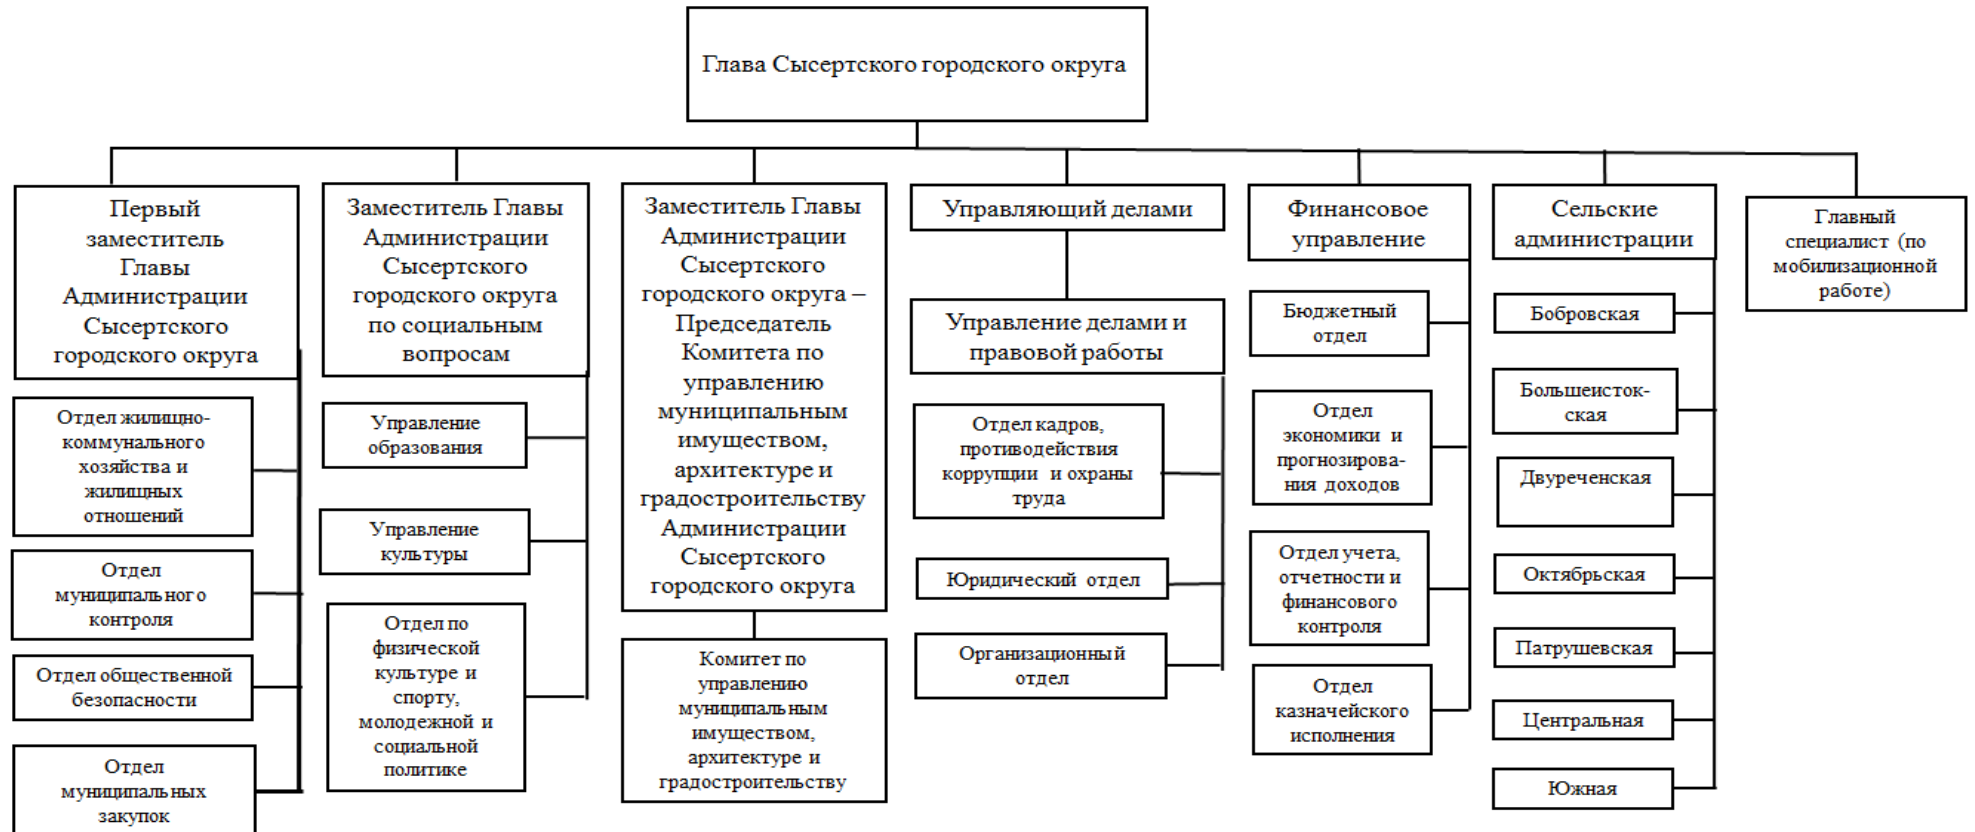 Глава Сысертского городского округа
Первый
заместитель
Главы
Администрации
Сысертского
городского округа
Отдел жилищно-
коммунального
хозяйства и
жилищных
отношений
Отдел
муниципального
контроля
Отдел общественной
безопасности
Отдел
муниципальных
закупок
Заместитель Главы
Администрации
Сысертского
городского округа
по социальным
вопросам
Управление
образования
Управление
культуры
Отдел по
физической
культуре и
спорту,
молодежной и
социальной
политике
Заместитель Главы
Администрации
Сысертского
городского округа –
Председатель
Комитета по
управлению
муниципальным
имуществом,
архитектуре и
градостроительству
Администрации
Сысертского
городского округа
Комитет по
управлению
муниципальным
имуществом,
архитектуре и
градостроительству
Управляющий делами
Управление делами и
правовой работы
Отдел кадров,
противодействия
коррупции и охраны
труда
Юридический отдел
Организационный
отдел
Финансовое
управление
Бюджетный
отдел
Отдел
экономики и
прогнозирова-
ния доходов
Отдел учета,
отчетности и
финансового
контроля
Отдел
казначейского
исполнения
Сельские
администрации
Бобровская
Большеисток-
ская
Двуреченская
Октябрьская
Патрушевская
Центральная
Южная
Главный
специалист (по
мобилизационной
работе)